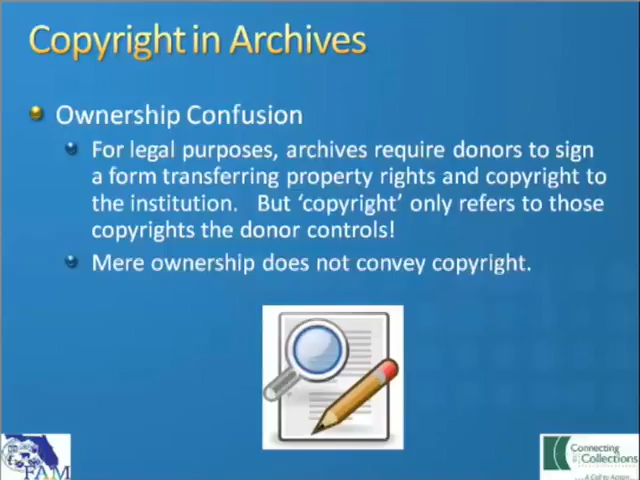 Copyright in Archives
Ownership Confusion
For legal purposes, archives require donors to sign
a form transferring property rights and copyright to
the institution. But ‘copyright’ only refers to those
copyrights the donor controls!
Mere ownership does not convey copyright.
FAM
Connecting
to Collections
A Call to Action